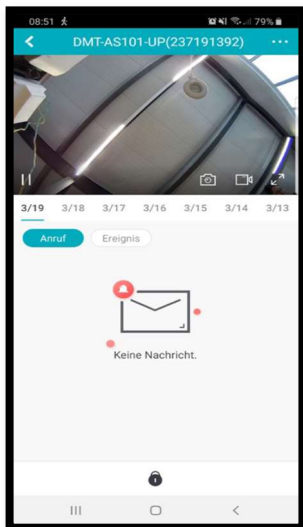 08:51
79%
DMT-AS101-UP(237191392)
3/19 3/18 3/17 3/16 3/15 3/14 3/13
Anruf Ereignis
Keine Nachricht.